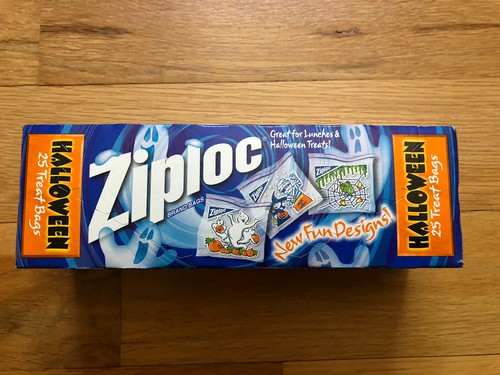 HALLOWEEN
25 Treat Bags
Ziploc
BRAND BAGS
Great for Lunches &
Halloween Treats!
Ziploc
New Fun Designs!
HALLOWEEN
25 Treat Bags